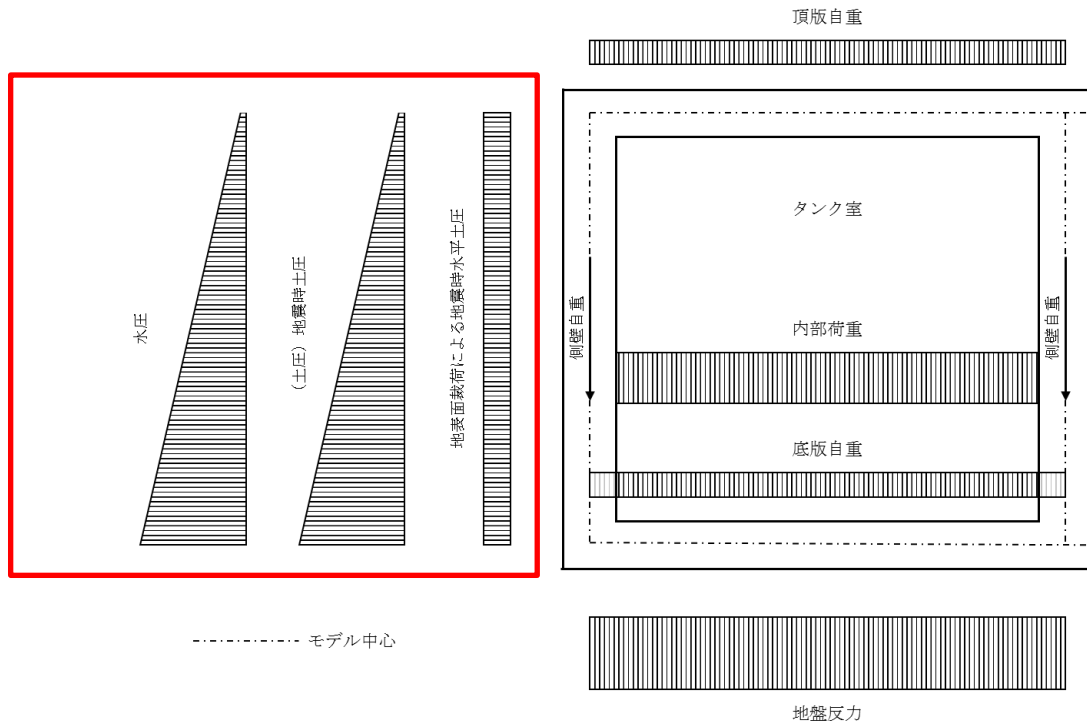 頂版自重
水圧
(土圧)地震時土圧
地表面裁荷による地震時水平土圧
タンク室
側壁自重
側壁自重
内部荷重
底版自重
モデル中心
地盤反力